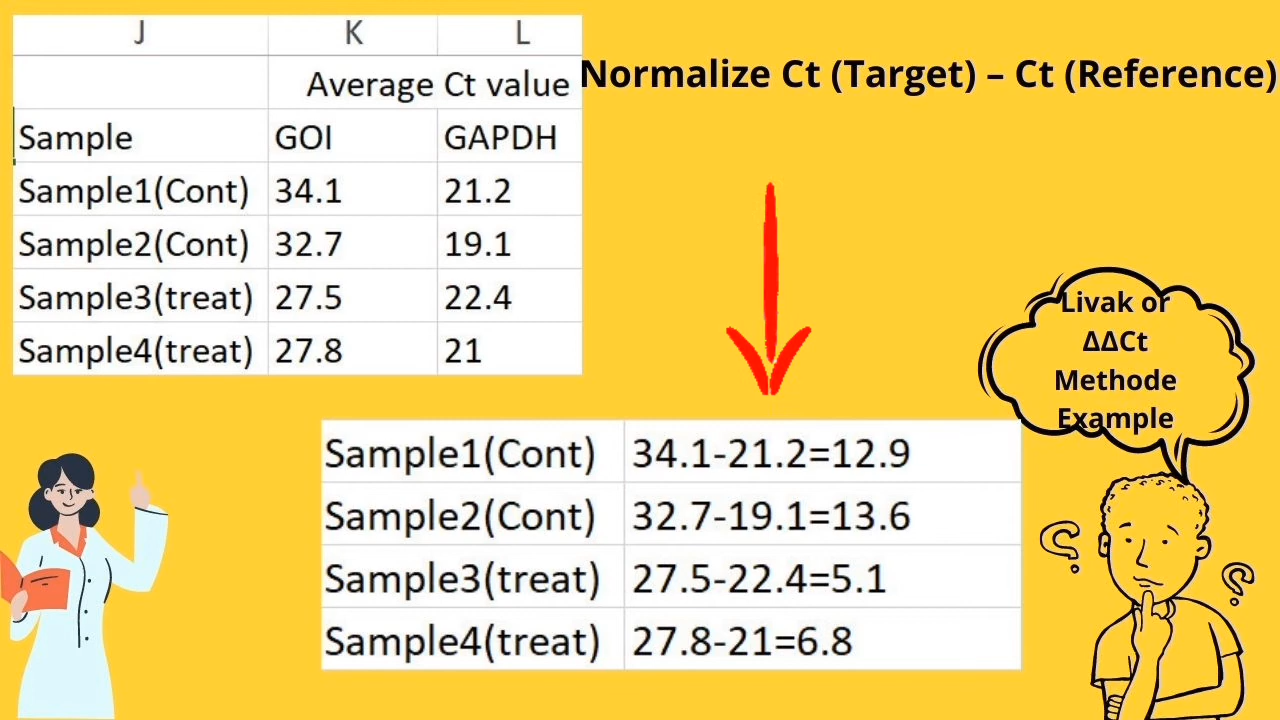 J K L
Average Ct value
Sample GOI GAPDH
Sample1(Cont) 34.1 21.2
Sample2(Cont) 32.7 19.1
Sample3(treat) 27.5 22.4
Sample4(treat) 27.8 21
Normalize Ct (Target) – Ct (Reference)
Livak or
ΔΔCt
Methode
Example
Sample1(Cont) 34.1-21.2=12.9
Sample2(Cont) 32.7-19.1=13.6
Sample3(treat) 27.5-22.4=5.1
Sample4(treat) 27.8-21=6.8